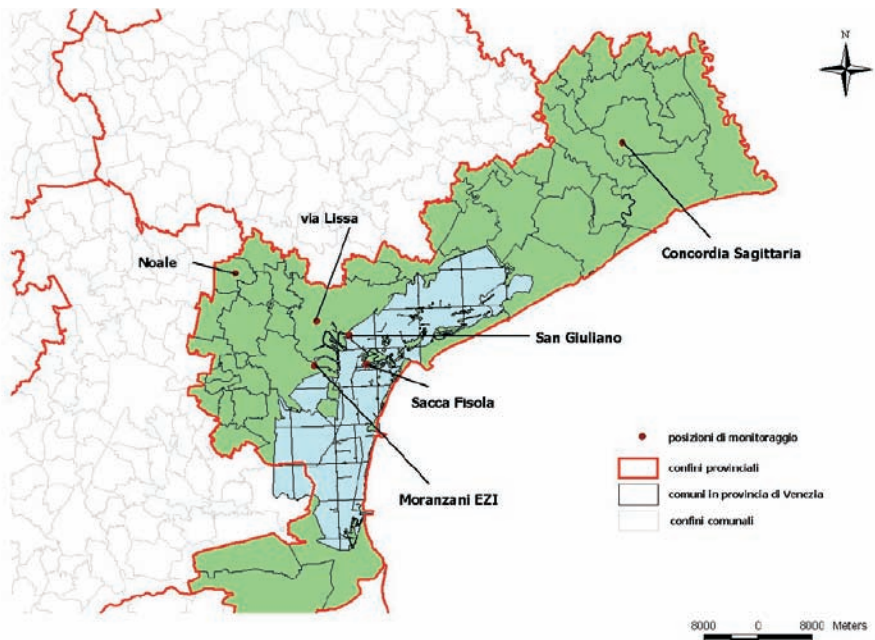 N
via Lissa
Noale
Concordia Sagittaria
San Giuliano
Sacca Fisola
Moranzani EZI
posizioni di monitoraggio
confini provinciali
comuni in provincia di Venezia
confini comunali
8000 0 8000 Meters